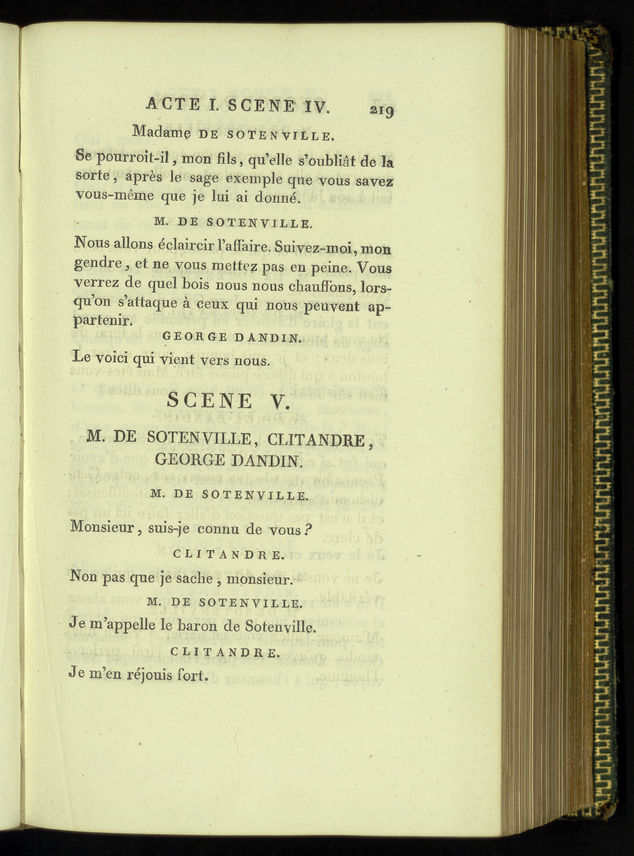 ACTE I. SCENE IV. 219
Madame DE SOTENVILLE.
Se pourroit-il, mon fils, qu'elle s'oubliât de la
sorte, après le sage exemple que vous savez
vous-même que je lui ai donné.
M. DE SOTENVILLE.
Nous allons éclaircir l'affaire. Suivez-moi, mon
gendre, et ne vous mettez pas en peine. Vous
verrez de quel bois nous nous chauffons, lors-
qu'on s'attaque à ceux qui nous peuvent ap-
partenir.
GEORGE DANDIN.
Le voici qui vient vers nous.
SCENE V.
M. DE SOTENVILLE, CLITANDRE,
GEORGE DANDIN.
M. DE SOTENVILLE.
Monsieur, suis-je connu de vous?
CLITANDRE.
Non pas que je sache, monsieur.
M. DE SOTENVILLE.
Je m'appelle le baron de Sotenville.
CLITANDRE.
Je m'en réjouis fort.